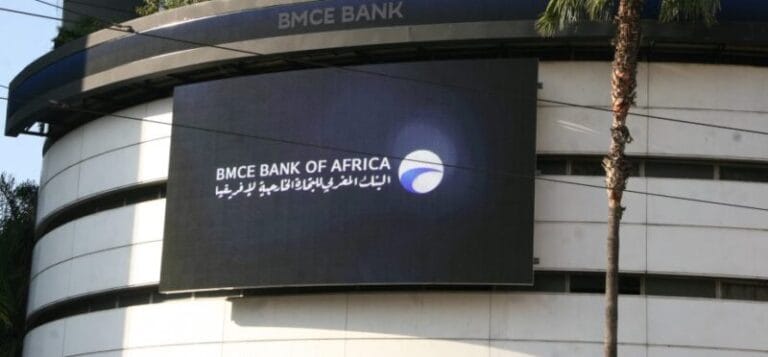 BMCE BANK
BMCE BANK OF AFRICA
البنك المغربي للتجارة الخارجية لإفريقيا